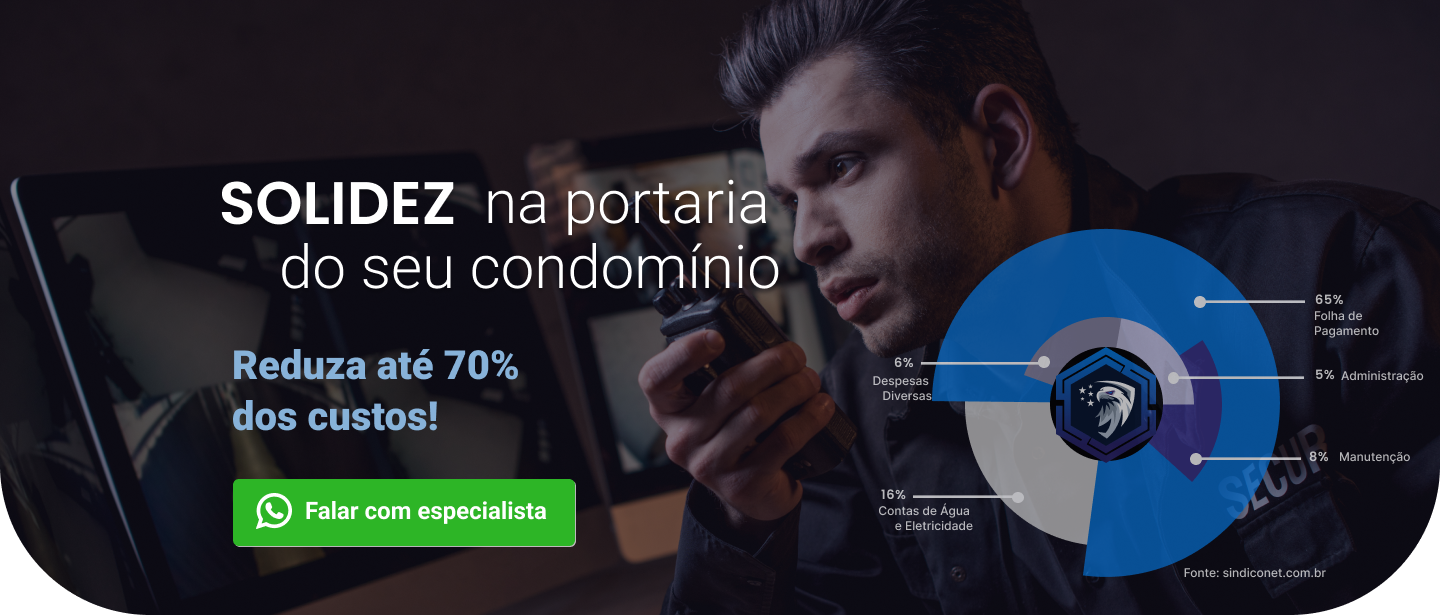 SOLIDEZ na portaria
do seu condomínio
Reduza até 70%
dos custos!
Falar com especialista
65%
Folha de
Pagamento
5% Administração
8% Manutenção
6%
Despesas
Diversas
16%
Contas de Água
e Eletricidade
SECUR
Fonte: sindiconet.com.br